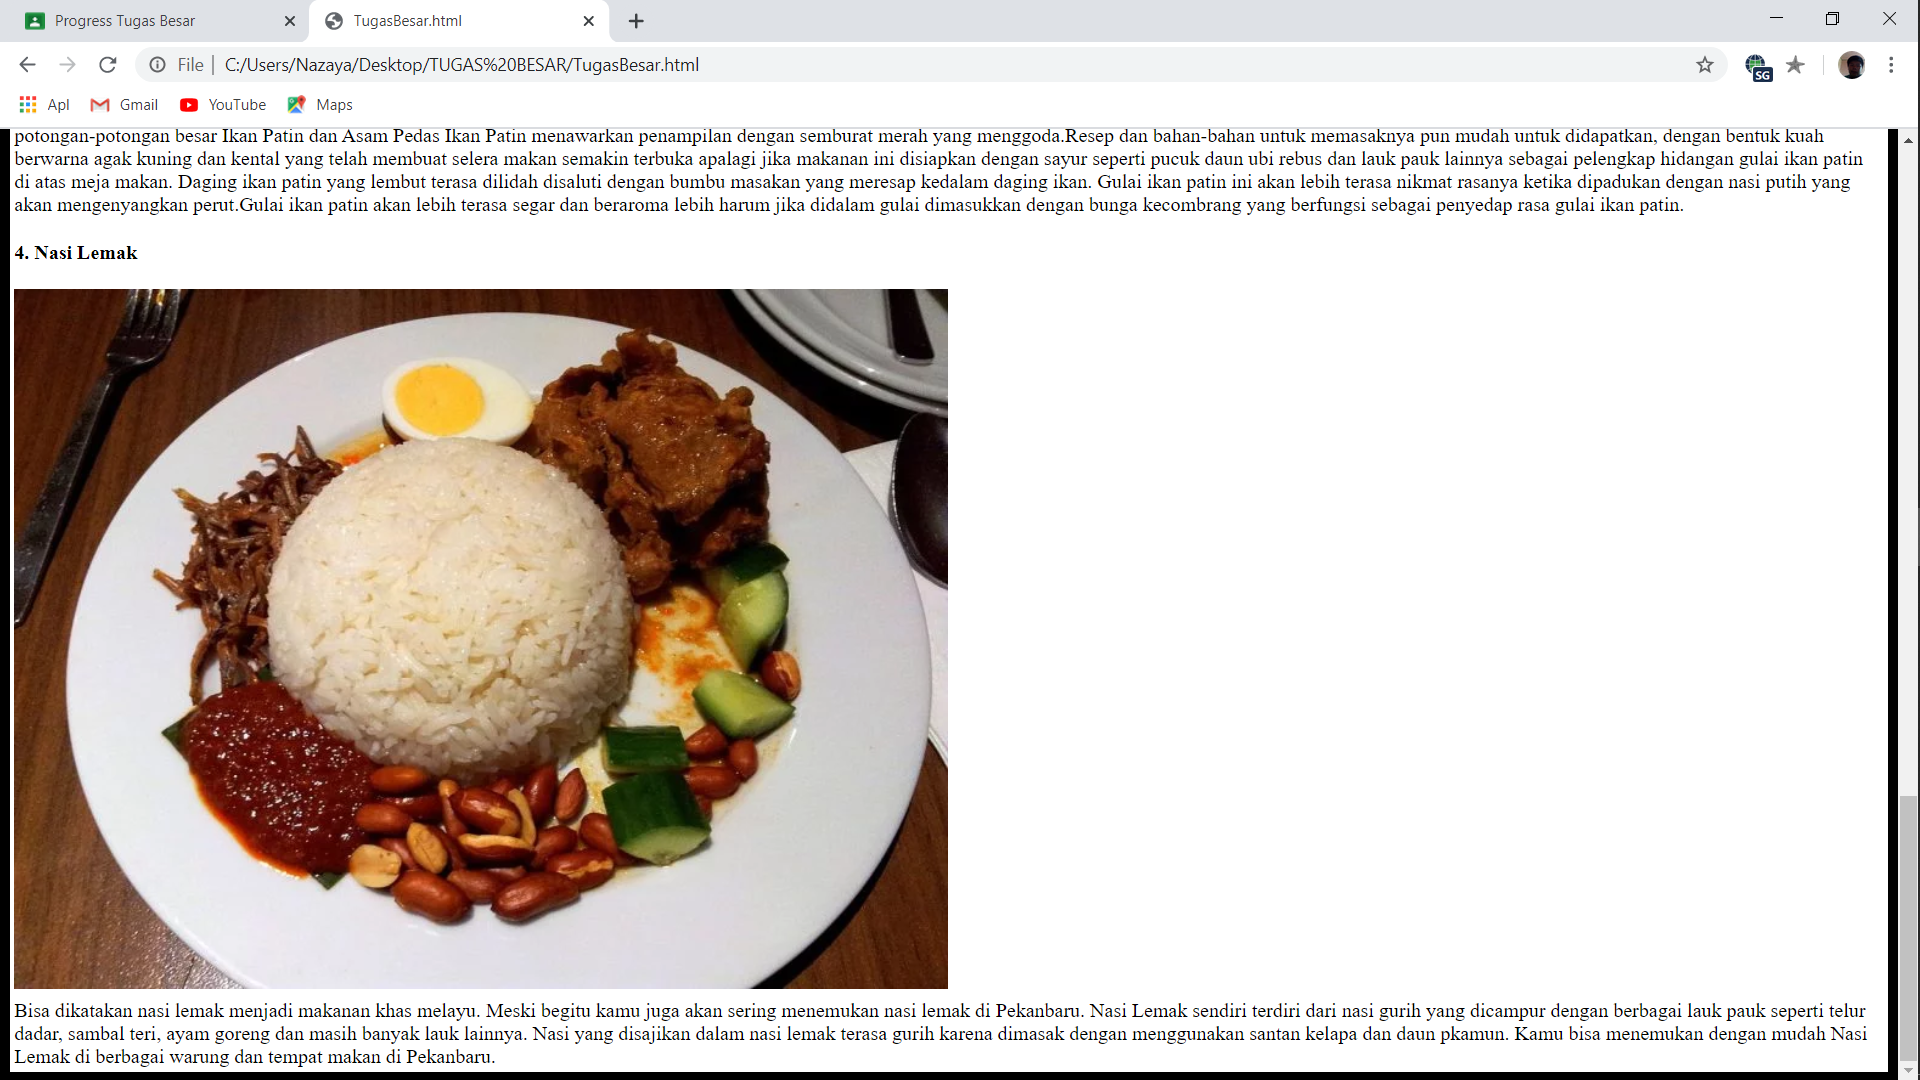 Progress Tugas Besar
TugasBesar.html
File
C:/Users/Nazaya/Desktop/TUGAS%20BESAR/TugasBesar.html
SG
Apl
Gmail
YouTube
Maps
potongan-potongan besar Ikan Patin dan Asam Pedas Ikan Patin menawarkan penampilan dengan semburat merah yang menggoda.Resep dan bahan-bahan untuk memasaknya pun mudah untuk didapatkan, dengan bentuk kuah
berwarna agak kuning dan kental yang telah membuat selera makan semakin terbuka apalagi jika makanan ini disiapkan dengan sayur seperti pucuk daun ubi rebus dan lauk pauk lainnya sebagai pelengkap hidangan gulai ikan patin
di atas meja makan. Daging ikan patin yang lembut terasa dilidah disaluti dengan bumbu masakan yang meresap kedalam daging ikan. Gulai ikan patin ini akan lebih terasa nikmat rasanya ketika dipadukan dengan nasi putih yang
akan mengenyangkan perut.Gulai ikan patin akan lebih terasa segar dan beraroma lebih harum jika didalam gulai dimasukkan dengan bunga kecombrang yang berfungsi sebagai penyedap rasa gulai ikan patin.
4. Nasi Lemak
Bisa dikatakan nasi lemak menjadi makanan khas melayu. Meski begitu kamu juga akan sering menemukan nasi lemak di Pekanbaru. Nasi Lemak sendiri terdiri dari nasi gurih yang dicampur dengan berbagai lauk pauk seperti telur
dadar, sambal teri, ayam goreng dan masih banyak lauk lainnya. Nasi yang disajikan dalam nasi lemak terasa gurih karena dimasak dengan menggunakan santan kelapa dan daun pkamun. Kamu bisa menemukan dengan mudah Nasi
Lemak di berbagai warung dan tempat makan di Pekanbaru.